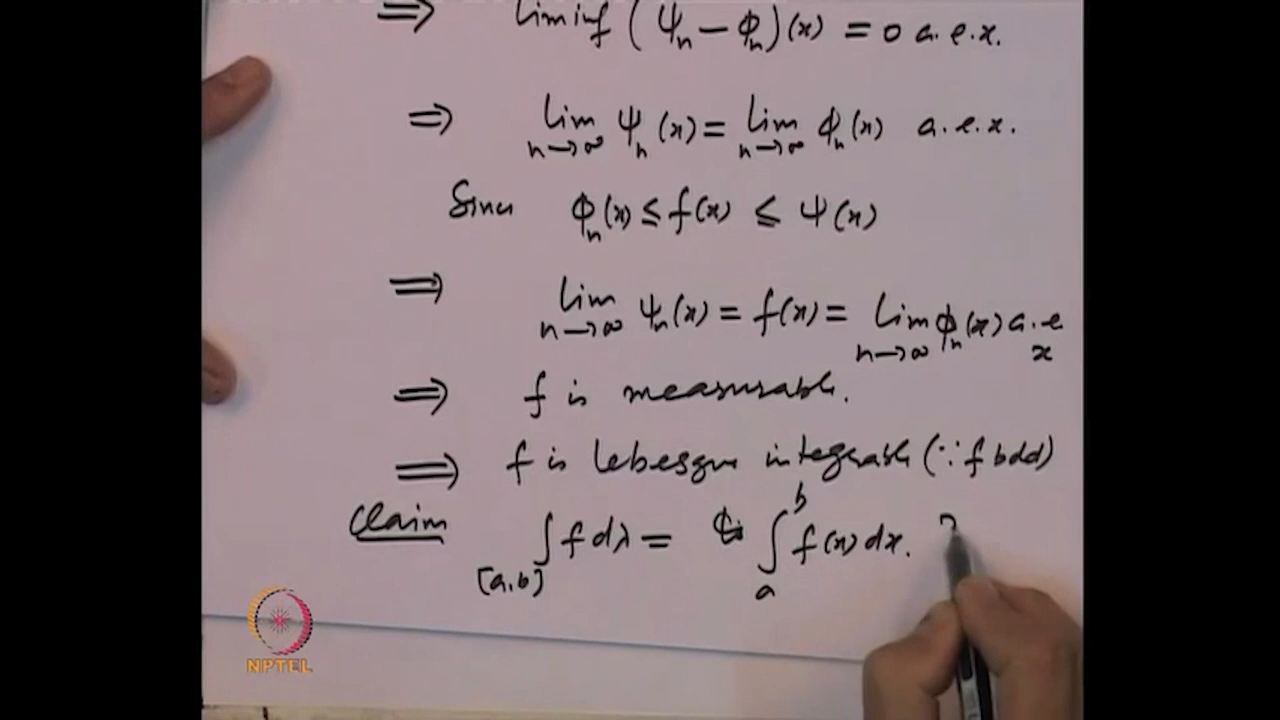 ⇒ lim inf (ψₙ − ϕₙ)(x) = 0 a.e.x.
⇒ lim n→∞ ψₙ(x) = lim n→∞ ϕₙ(x) a.e.x.
Since ϕₙ(x) ≤ f(x) ≤ ψ(x)
⇒ lim n→∞ ψₙ(x) = f(x) = lim n→∞ ϕₙ(x) a.e x
⇒ f is measurable.
⇒ f is Lebesgue integrable (∵ f bdd)
Claim ∫[a,b] f dλ = ∫ₐᵇ f(x) dx. ?
NPTEL